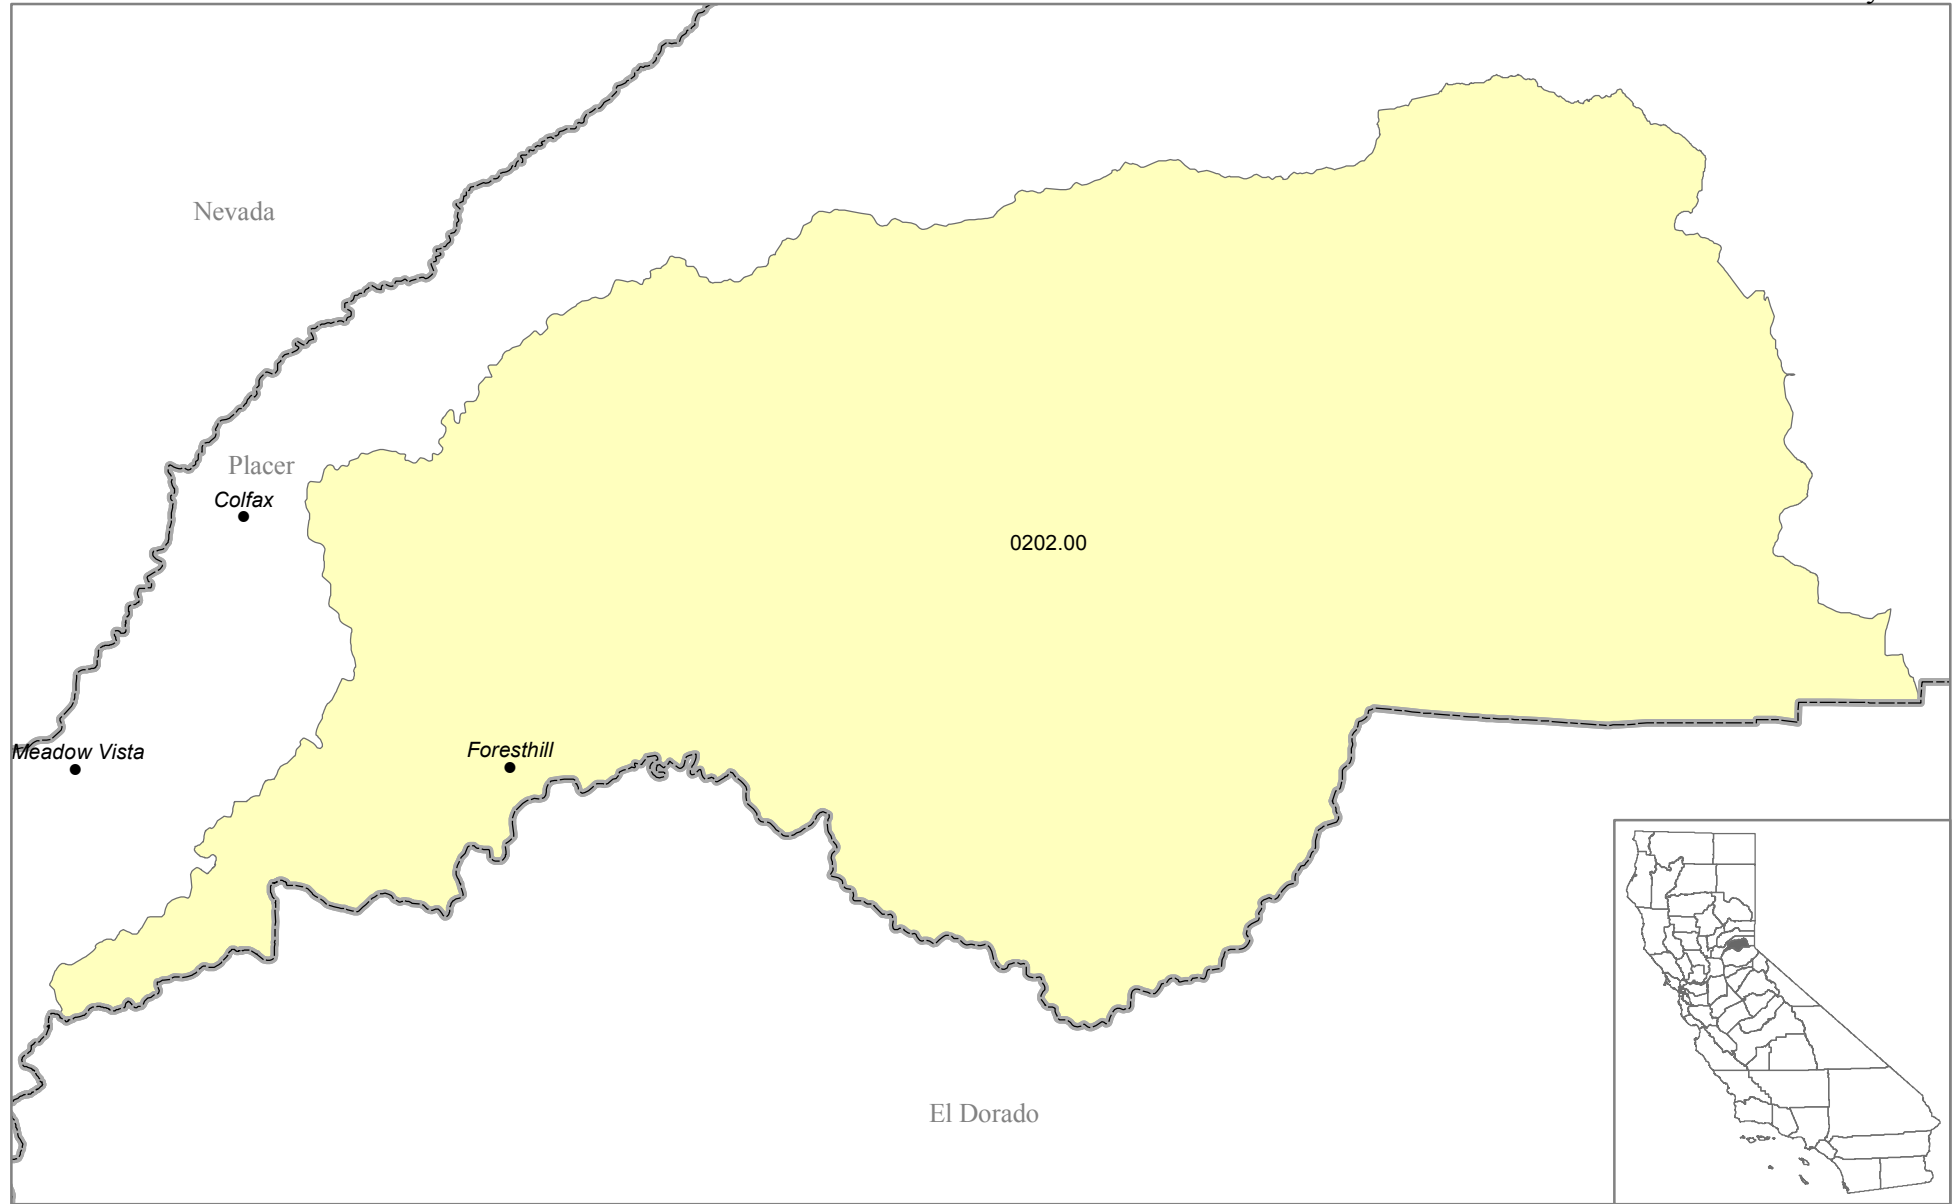 Nevada
Placer
Colfax
0202.00
Meadow Vista
Foresthill
El Dorado